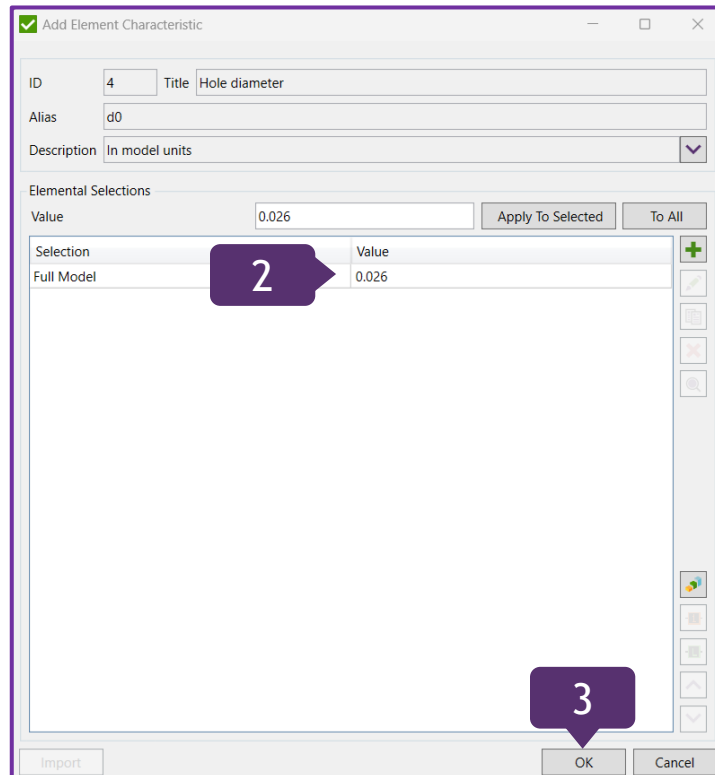 Add Element Characteristic
ID 4 Title Hole diameter
Alias d0
Description In model units
Elemental Selections
Value 0.026 Apply To Selected To All
Selection Value
Full Model 0.026
2
3
Import OK Cancel